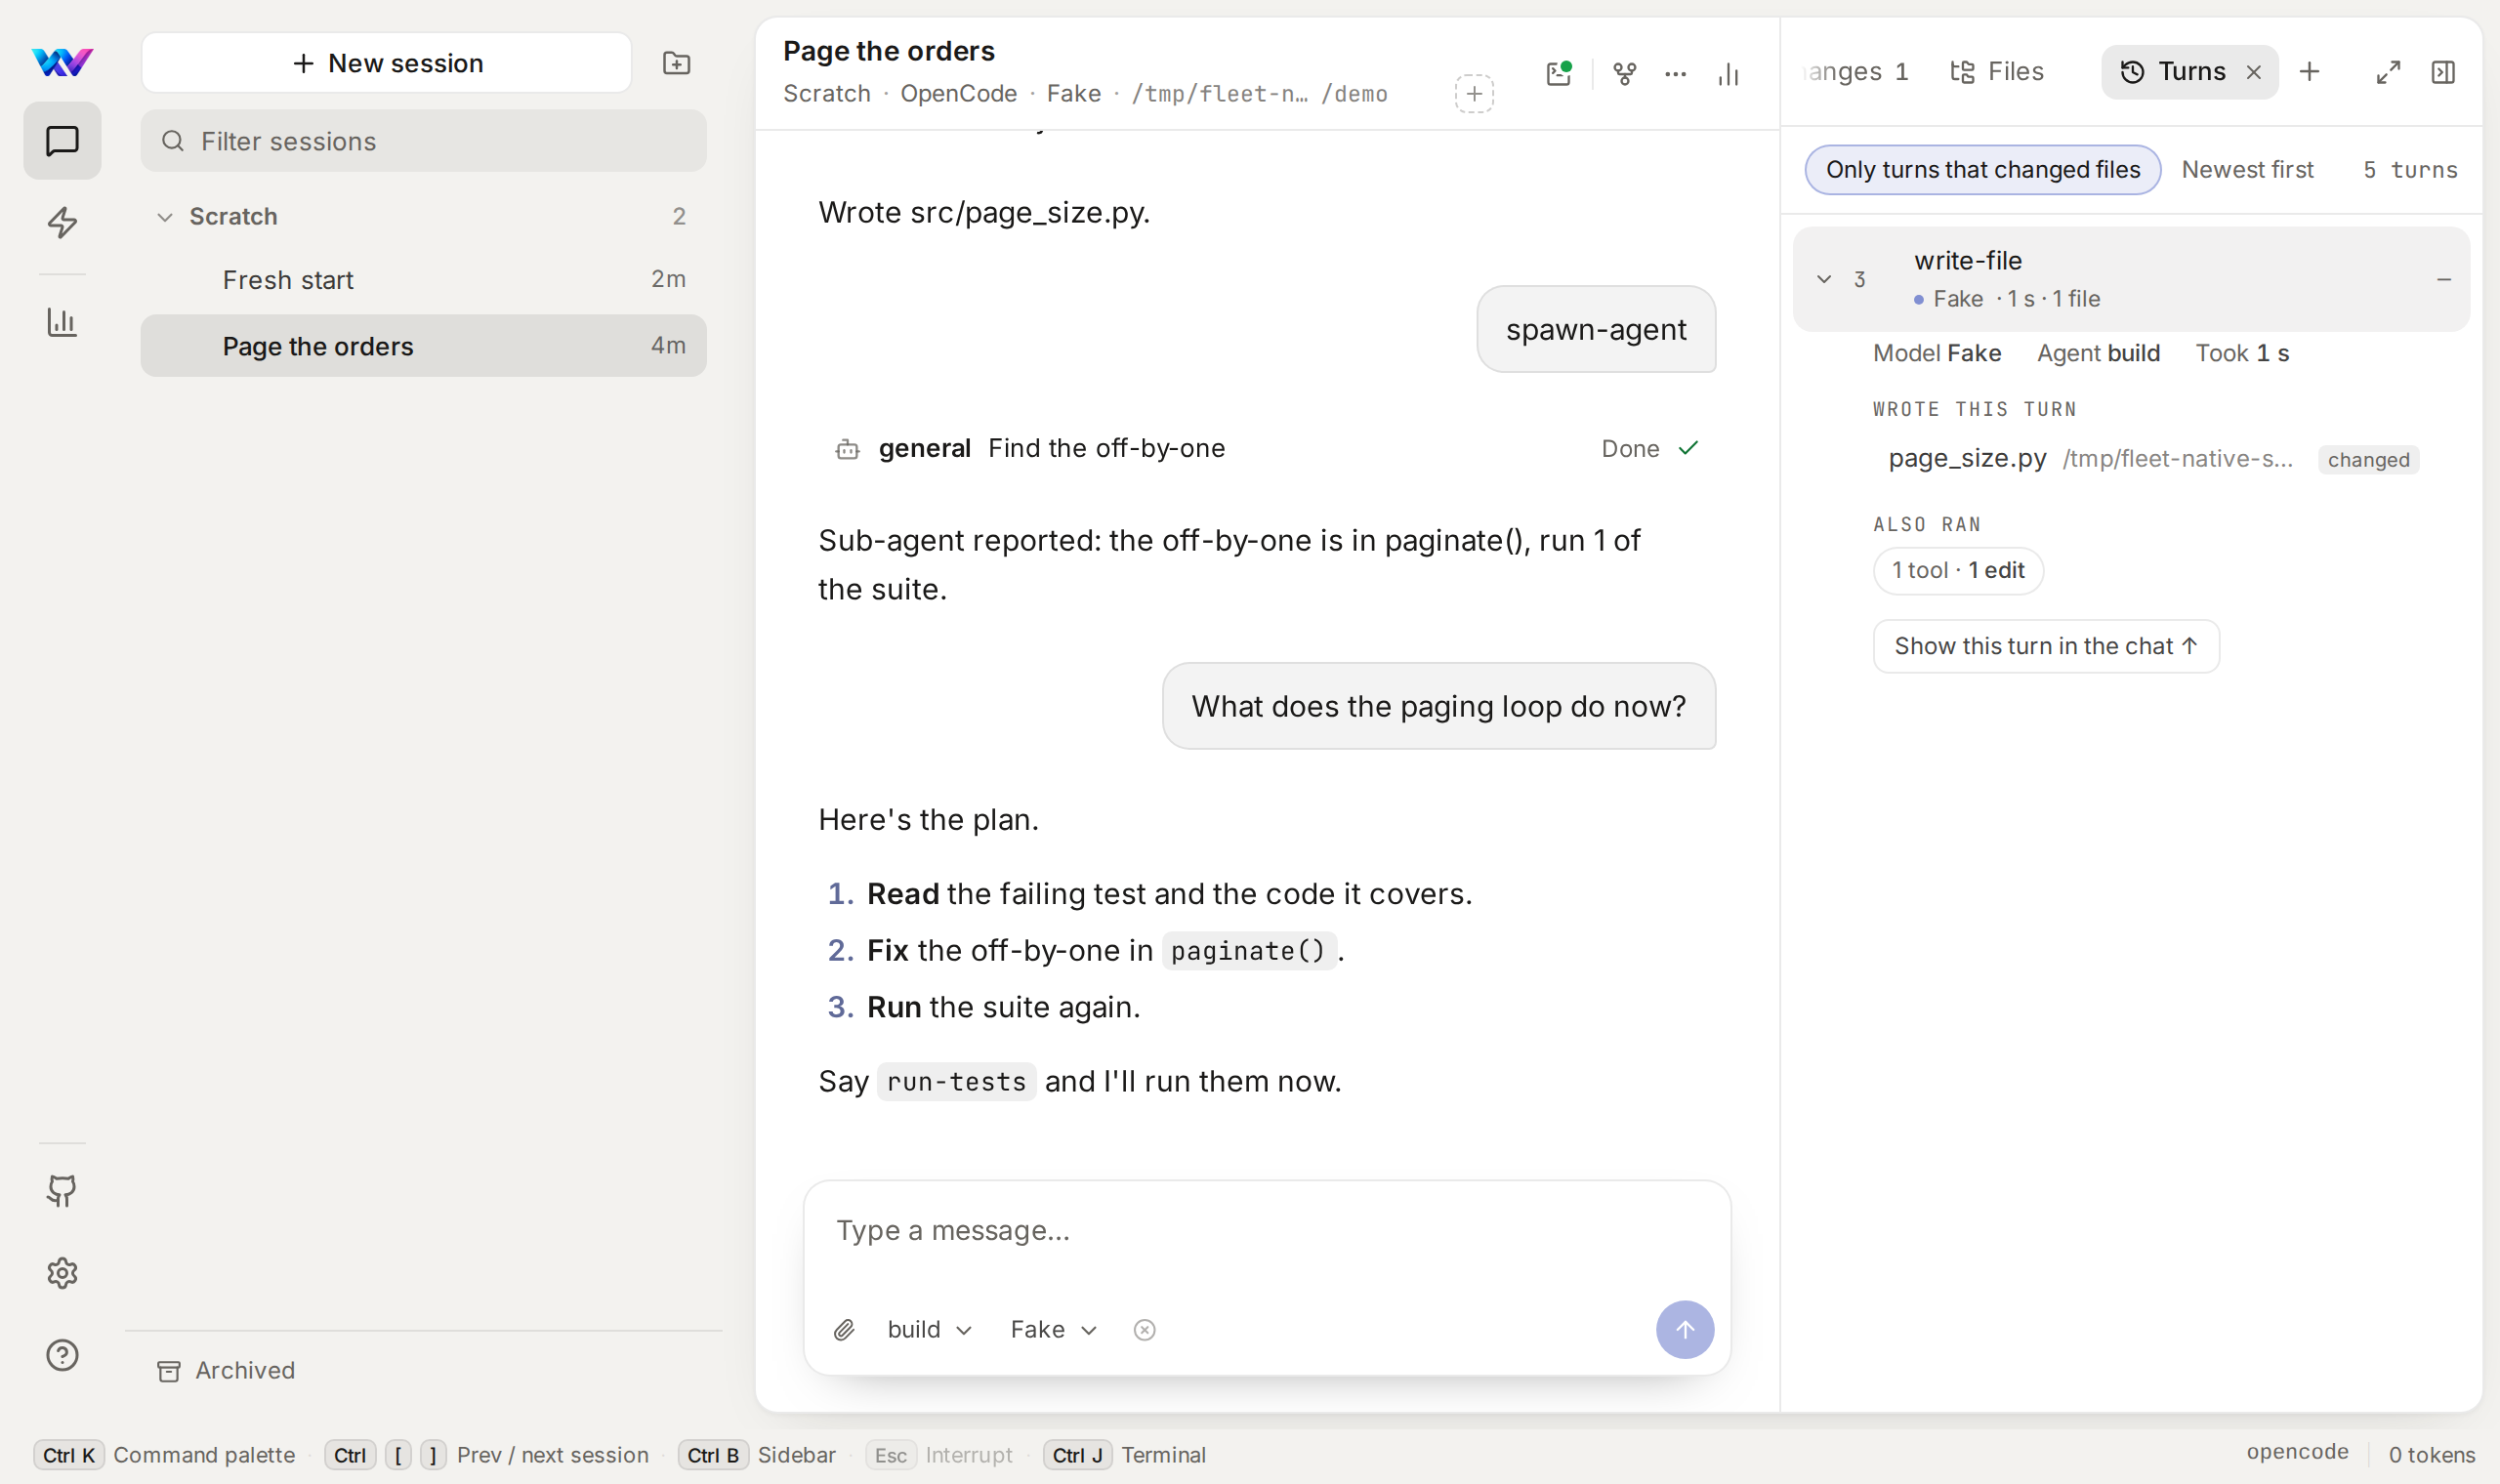 New session
Filter sessions
Scratch 2
Fresh start 2m
Page the orders 4m
Archived
Page the orders
Scratch · OpenCode · Fake · /tmp/fleet-n… /demo
Wrote src/page_size.py.
spawn-agent
general Find the off-by-one Done
Sub-agent reported: the off-by-one is in paginate(), run 1 of
the suite.
What does the paging loop do now?
Here's the plan.
1. Read the failing test and the code it covers.
2. Fix the off-by-one in paginate().
3. Run the suite again.
Say run-tests and I'll run them now.
Type a message...
build Fake
1 Files Turns
Only turns that changed files Newest first 5 turns
3 write-file
Fake · 1 s · 1 file
Model Fake Agent build Took 1 s
WROTE THIS TURN
page_size.py /tmp/fleet-native-s… changed
ALSO RAN
1 tool · 1 edit
Show this turn in the chat ↑
Ctrl K Command palette · Ctrl [ ] Prev / next session · Ctrl B Sidebar · Esc Interrupt · Ctrl J Terminal
opencode 0 tokens